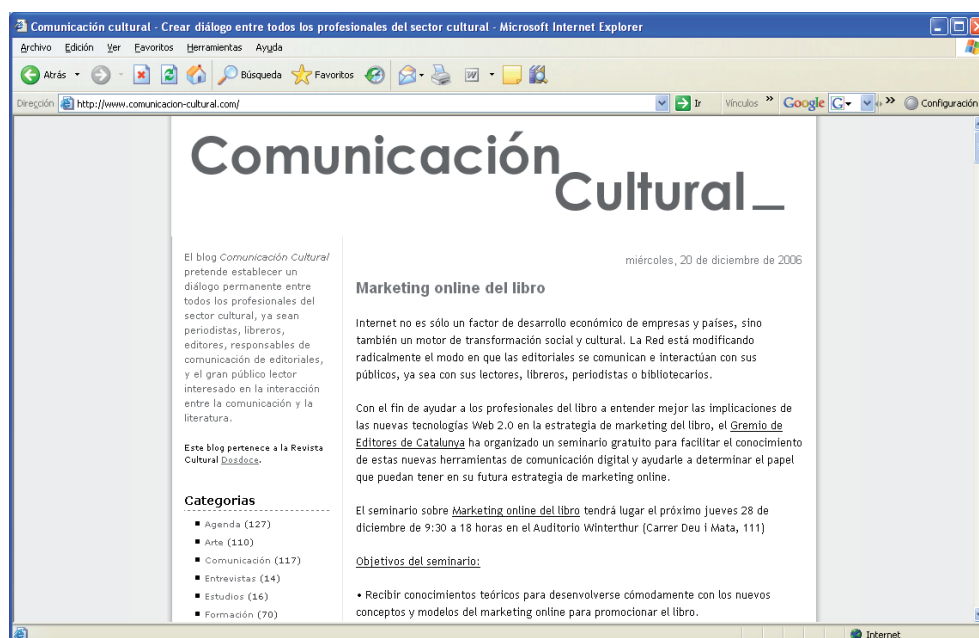 Comunicación cultural - Crear diálogo entre todos los profesionales del sector cultural - Microsoft Internet Explorer
Archivo Edición Ver Favoritos Herramientas Ayuda
Atrás Búsqueda Favoritos
Dirección http://www.comunicacion-cultural.com/ Ir Vínculos » Google G » Configuración
Comunicación
Cultural_
El blog Comunicación Cultural
pretende establecer un
diálogo permanente entre
todos los profesionales del
sector cultural, ya sean
periodistas, libreros,
editores, responsables de
comunicación de editoriales,
y el gran público lector
interesado en la interacción
entre la comunicación y la
literatura.
Este blog pertenece a la Revista
Cultural Dosdoce.
Categorias
Agenda (127)
Arte (110)
Comunicación (117)
Entrevistas (14)
Estudios (16)
Formación (70)
miércoles, 20 de diciembre de 2006
Marketing online del libro
Internet no es sólo un factor de desarrollo económico de empresas y países, sino
también un motor de transformación social y cultural. La Red está modificando
radicalmente el modo en que las editoriales se comunican e interactúan con sus
públicos, ya sea con sus lectores, libreros, periodistas o bibliotecarios.
Con el fin de ayudar a los profesionales del libro a entender mejor las implicaciones de
las nuevas tecnologías Web 2.0 en la estrategia de marketing del libro, el Gremio de
Editores de Catalunya ha organizado un seminario gratuito para facilitar el conocimiento
de estas nuevas herramientas de comunicación digital y ayudarle a determinar el papel
que puedan tener en su futura estrategia de marketing online.
El seminario sobre Marketing online del libro tendrá lugar el próximo jueves 28 de
diciembre de 9:30 a 18 horas en el Auditorio Winterthur (Carrer Deu i Mata, 111)
Objetivos del seminario:
• Recibir conocimientos teóricos para desenvolverse cómodamente con los nuevos
conceptos y modelos del marketing online para promocionar el libro.
Internet